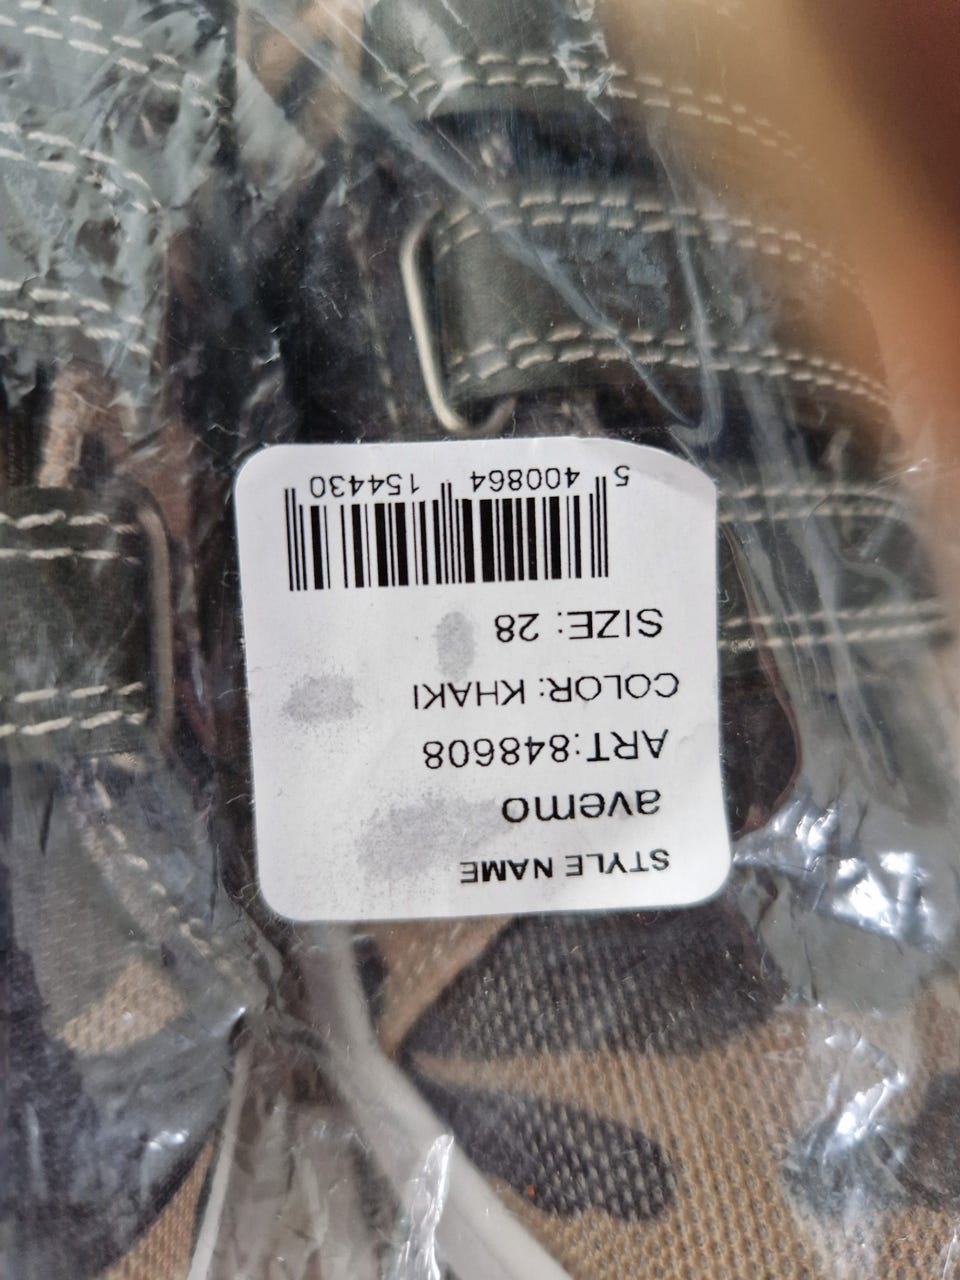 STYLE NAME
avemo
ART:848608
COLOR: KHAKI
SIZE: 28
5 400864 154430